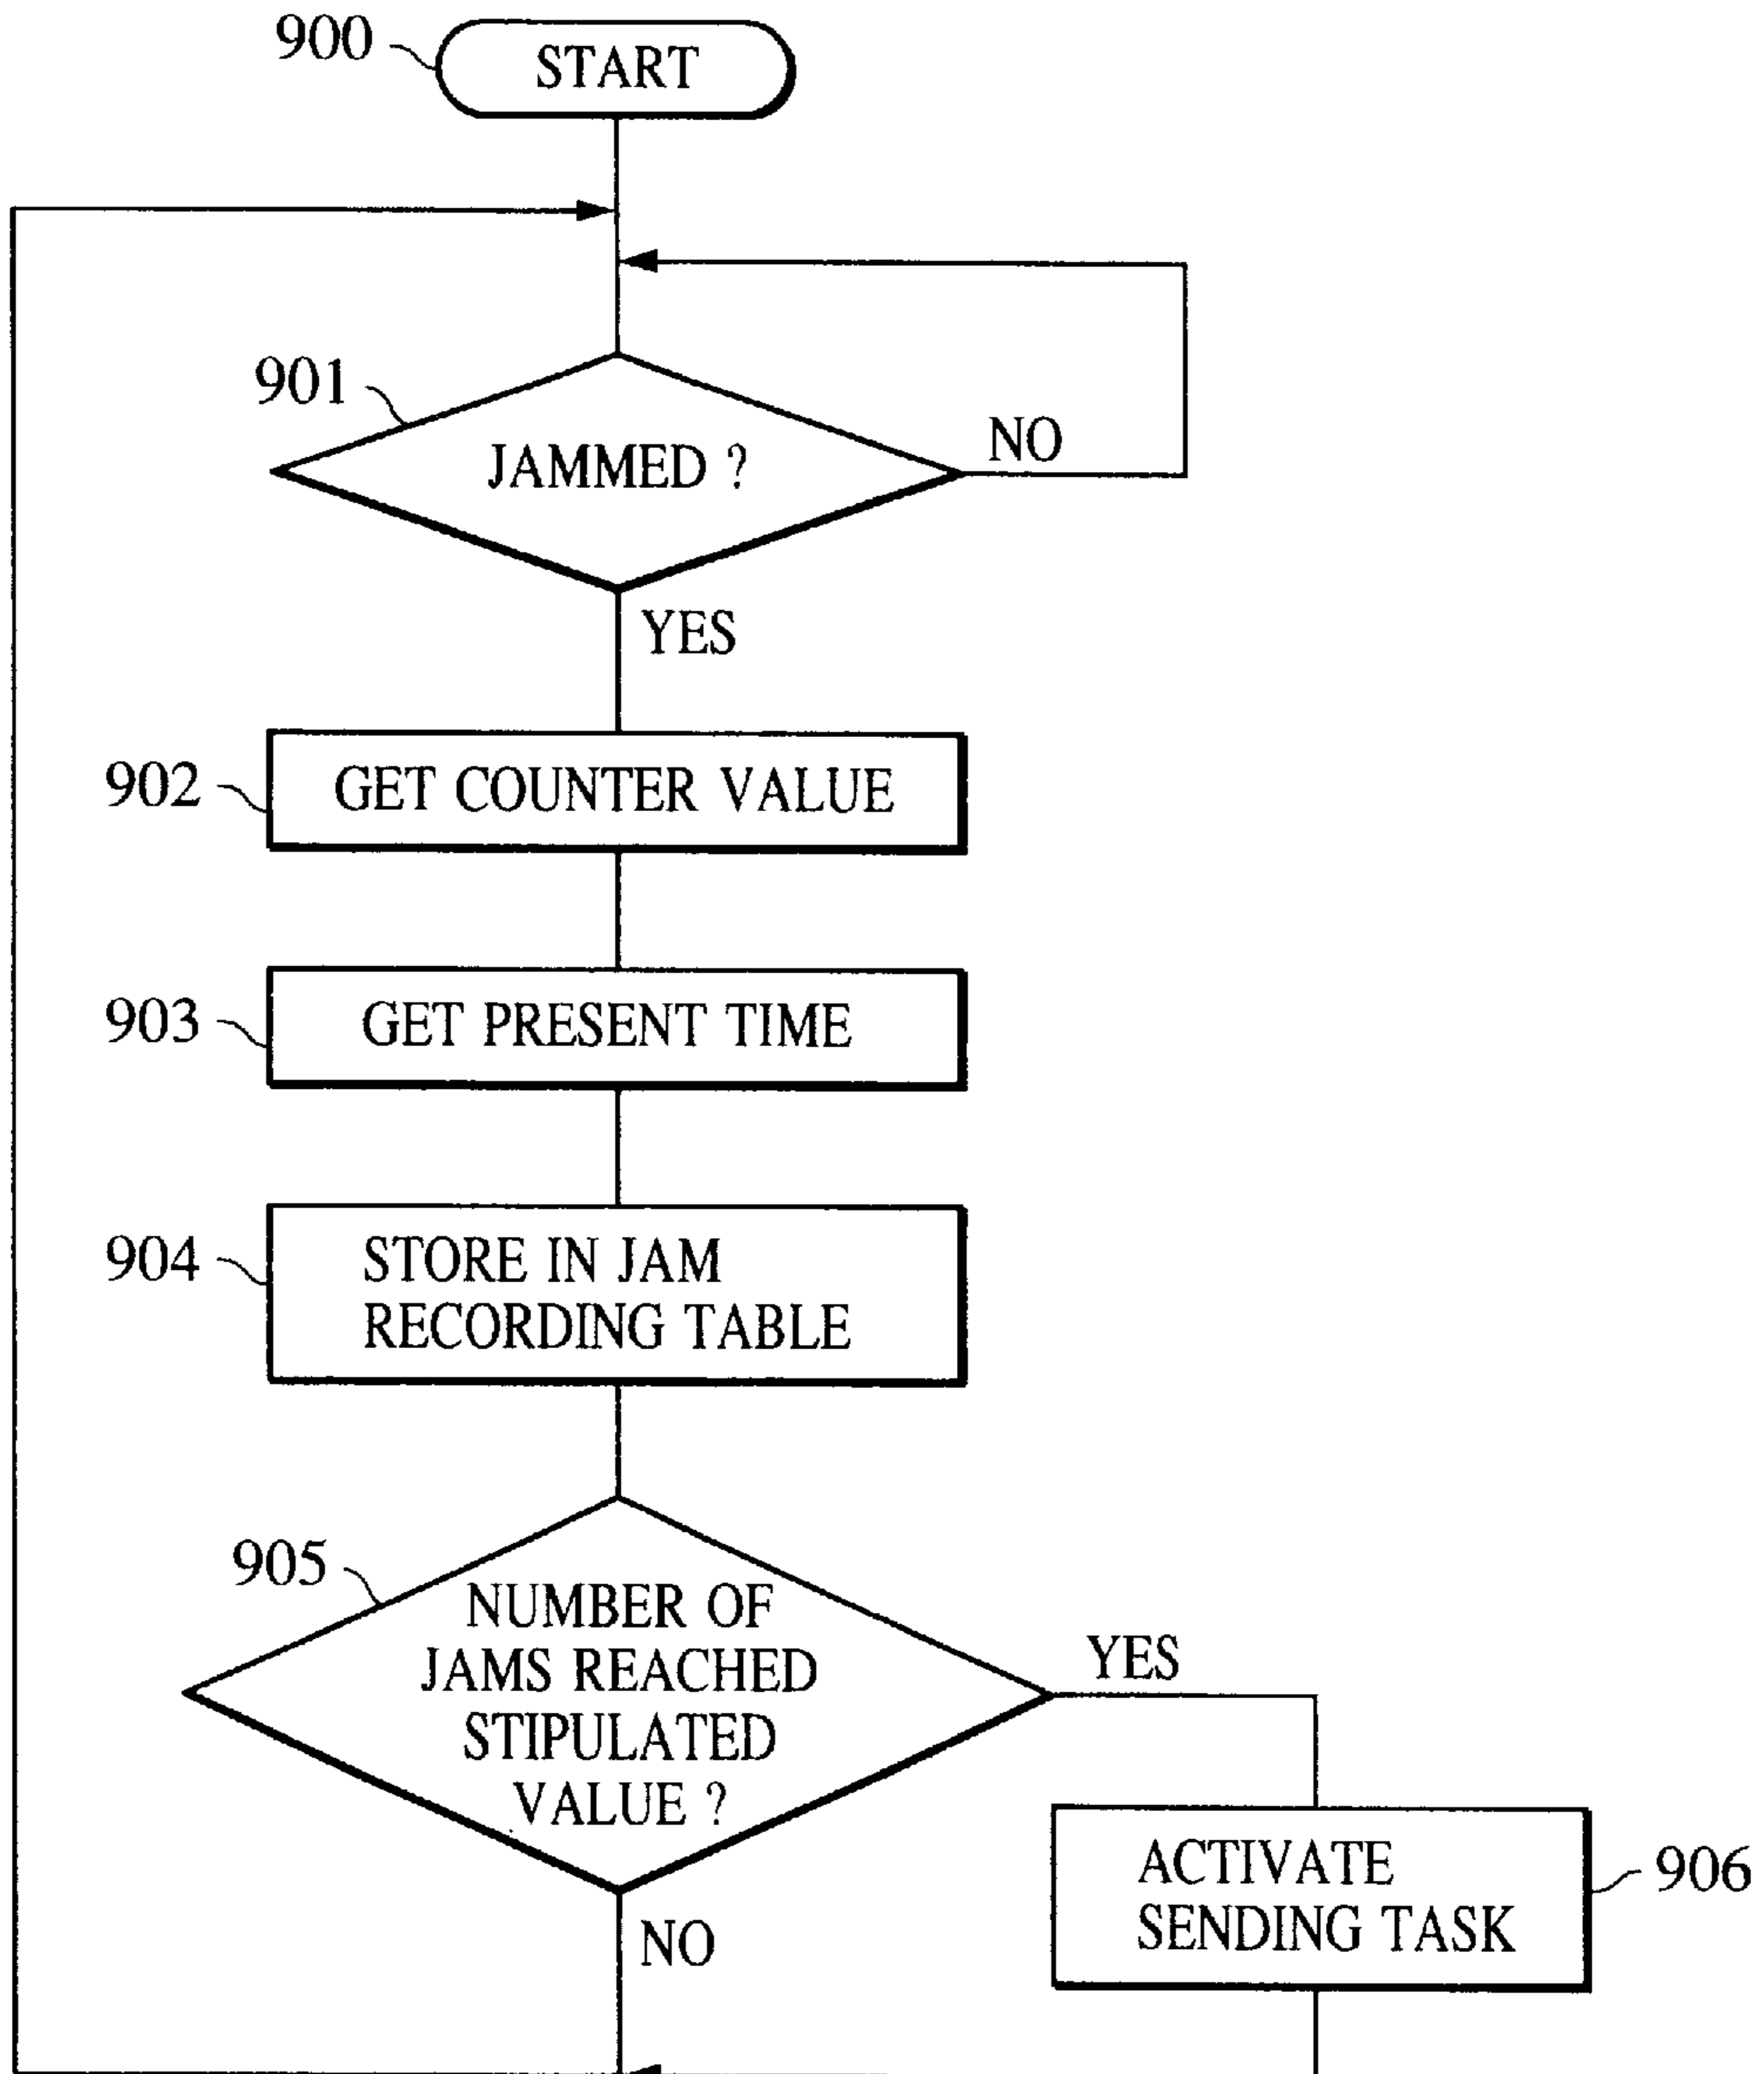 900
START
901
JAMMED ?
NO
YES
902
GET COUNTER VALUE
903
GET PRESENT TIME
904
STORE IN JAM
RECORDING TABLE
905
NUMBER OF
JAMS REACHED
STIPULATED
VALUE ?
YES
NO
ACTIVATE
SENDING TASK
906